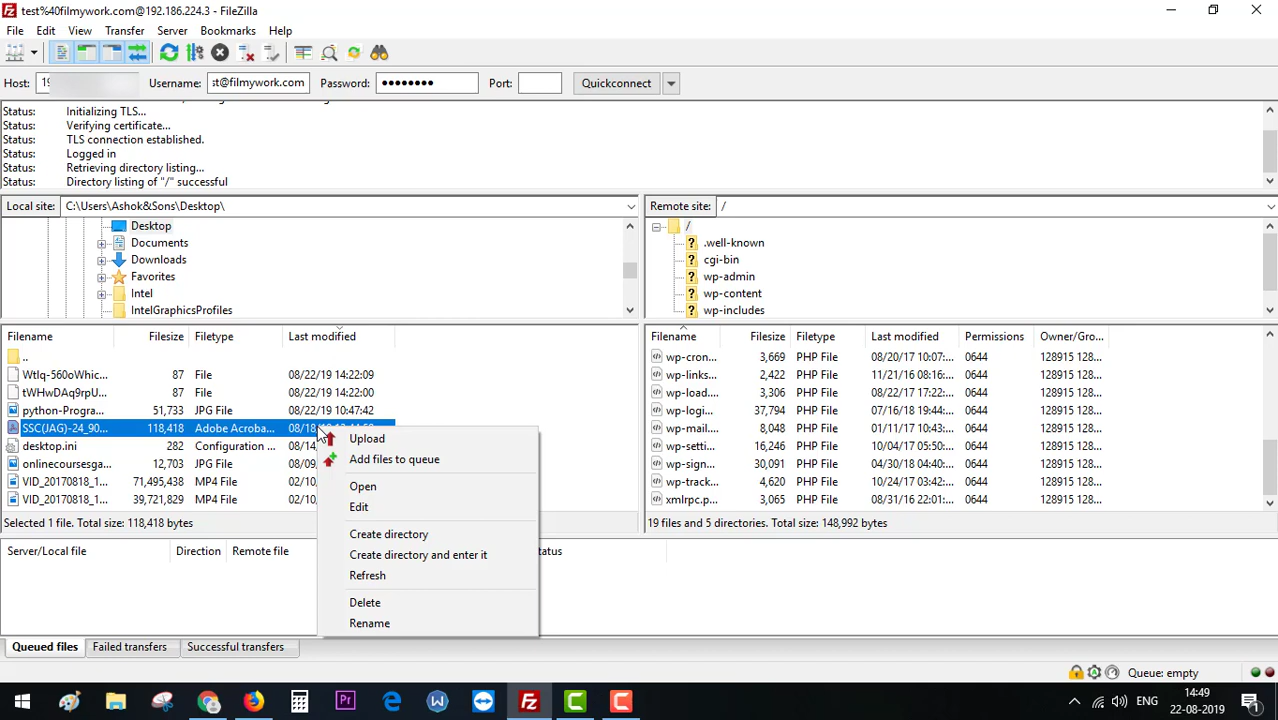 test%40filmywork.com@192.186.224.3 - FileZilla
File Edit View Transfer Server Bookmarks Help
Host: 19 Username: st@filmywork.com Password: ●●●●●●●● Port: Quickconnect
Status: Initializing TLS...
Status: Verifying certificate...
Status: TLS connection established.
Status: Logged in
Status: Retrieving directory listing...
Status: Directory listing of "/" successful
Local site: C:\Users\Ashok&Sons\Desktop\
Desktop
Documents
Downloads
Favorites
Intel
IntelGraphicsProfiles
Remote site: /
/
.well-known
cgi-bin
wp-admin
wp-content
wp-includes
Filename Filesize Filetype Last modified
..
Wtlq-560oWhic... 87 File 08/22/19 14:22:09
tWHwDAq9rpU... 87 File 08/22/19 14:22:00
python-Progra... 51,733 JPG File 08/22/19 10:47:42
SSC(JAG)-24_90... 118,418 Adobe Acroba... 08/18
desktop.ini 282 Configuration ... 08/14
onlinecoursesga... 12,703 JPG File 08/09
VID_20170818_1... 71,495,438 MP4 File 02/10
VID_20170818_1... 39,721,829 MP4 File 02/10
Selected 1 file. Total size: 118,418 bytes
Upload
Add files to queue
Open
Edit
Create directory
Create directory and enter it
Refresh
Delete
Rename
Filename Filesize Filetype Last modified Permissions Owner/Gro...
wp-cron... 3,669 PHP File 08/20/17 10:07:... 0644 128915 128...
wp-links... 2,422 PHP File 11/21/16 08:16:... 0644 128915 128...
wp-load... 3,306 PHP File 08/22/17 17:22:... 0644 128915 128...
wp-logi... 37,794 PHP File 07/16/18 19:44:... 0644 128915 128...
wp-mail... 8,048 PHP File 01/11/17 10:43:... 0644 128915 128...
wp-setti... 16,246 PHP File 10/04/17 05:50:... 0644 128915 128...
wp-sign... 30,091 PHP File 04/30/18 04:40:... 0644 128915 128...
wp-track... 4,620 PHP File 10/24/17 03:42:... 0644 128915 128...
xmlrpc.p... 3,065 PHP File 08/31/16 22:01:... 0644 128915 128...
19 files and 5 directories. Total size: 148,992 bytes
Server/Local file Direction Remote file tatus
Queued files Failed transfers Successful transfers
Queue: empty
ENG 14:49
22-08-2019